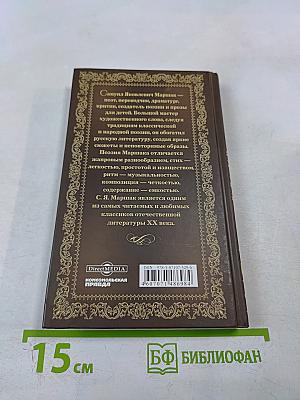 Самуил Яковлевич Маршак —
поэт, переводчик, драматург,
критик, создатель поэзии и прозы
для детей. Большой мастер
художественного слова, следуя
традициям классической
и народной поэзии, он обогатил
русскую литературу, создав яркие
сюжеты и неповторимые образы.
Поэзия Маршака отличается
жанровым разнообразием, стих —
легкостью, простотой и изяществом,
ритм — музыкальностью,
композиция — четкостью,
содержание — емкостью.
С. Я. Маршак является одним
из самых читаемых и любимых
классиков отечественной
литературы XX века.
DirectMEDIA
КОМСОМОЛЬСКАЯ
ПРАВДА
4607071486984
15 см
БФ БИБЛИОФАН